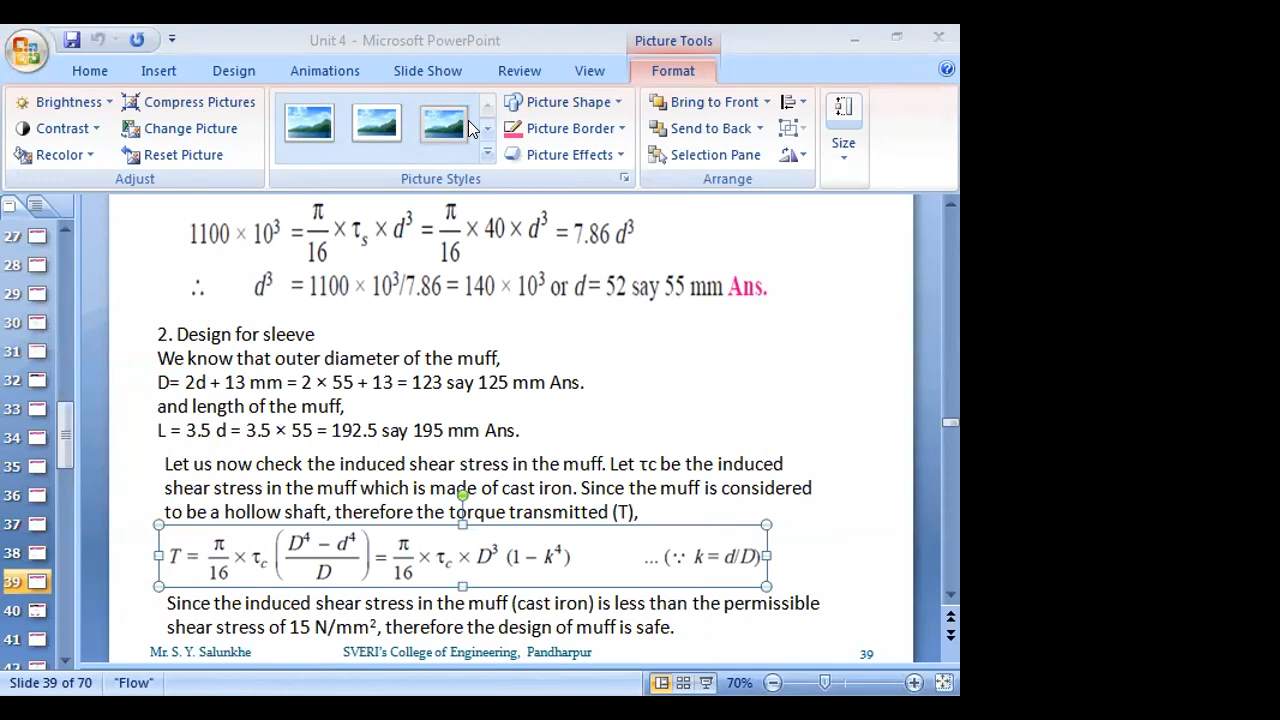 Unit 4 - Microsoft PowerPoint
Picture Tools
Home Insert Design Animations Slide Show Review View Format
Brightness Compress Pictures Picture Shape Bring to Front
Contrast Change Picture Picture Border Send to Back
Recolor Reset Picture Picture Effects Selection Pane
Size
Adjust Picture Styles Arrange
1100 × 10³ = π/16 × τs × d³ = π/16 × 40 × d³ = 7.86 d³
∴ d³ = 1100 × 10³/7.86 = 140 × 10³ or d = 52 say 55 mm Ans.
2. Design for sleeve
We know that outer diameter of the muff,
D= 2d + 13 mm = 2 × 55 + 13 = 123 say 125 mm Ans.
and length of the muff,
L = 3.5 d = 3.5 × 55 = 192.5 say 195 mm Ans.
Let us now check the induced shear stress in the muff. Let τc be the induced
shear stress in the muff which is made of cast iron. Since the muff is considered
to be a hollow shaft, therefore the torque transmitted (T),
T = π/16 × τc (D⁴ – d⁴/D) = π/16 × τc × D³ (1 – k⁴) ... (∵ k = d/D)
Since the induced shear stress in the muff (cast iron) is less than the permissible
shear stress of 15 N/mm², therefore the design of muff is safe.
Mr. S. Y. Salunkhe SVERI's College of Engineering, Pandharpur 39
27
28
29
30
31
32
33
34
35
36
37
38
39
40
41
Slide 39 of 70 "Flow" 70%